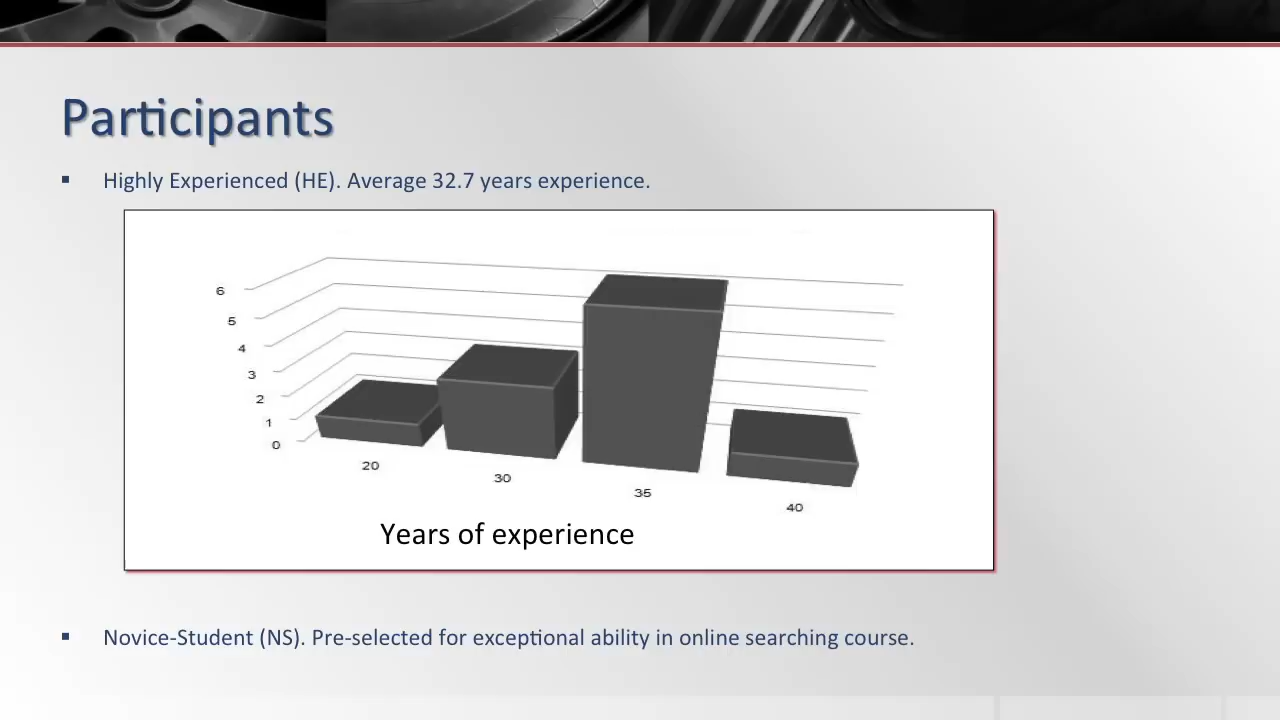 Participants
▪ Highly Experienced (HE). Average 32.7 years experience.
6
5
4
3
2
1
0
20
30
35
40
Years of experience
▪ Novice-Student (NS). Pre-selected for exceptional ability in online searching course.